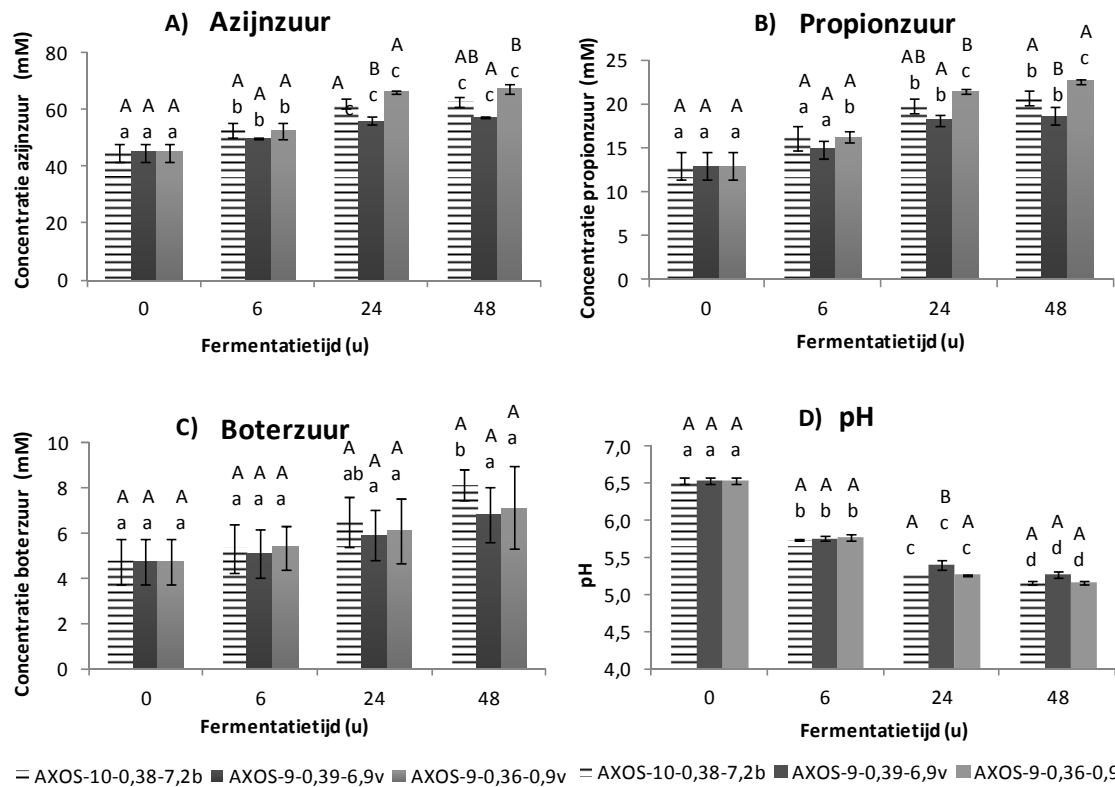 A) Azijnzuur
Concentratie azijnzuur (mM)
80
60
40
20
0
A A A
a a a
A A A
b b b
A B A
c c c
AB A B
c c c
0 6 24 48
Fermentatietijd (u)
B) Propionzuur
Concentratie propionzuur (mM)
25
20
15
10
5
0
A A A
a a a
A A A
a a b
AB A B
b b c
A B A
b b c
0 6 24 48
Fermentatietijd (u)
C) Boterzuur
Concentratie boterzuur (mM)
10
8
6
4
2
0
A A A
a a a
A A A
a a a
A A A
ab a a
A A A
b a a
0 6 24 48
Fermentatietijd (u)
D) pH
pH
7,0
6,5
6,0
5,5
5,0
4,5
4,0
A A A
a a a
A A A
b b b
A B A
c c c
A A A
d d d
0 6 24 48
Fermentatietijd (u)
AXOS-10-0,38-7,2b AXOS-9-0,39-6,9v AXOS-9-0,36-0,9v
AXOS-10-0,38-7,2b AXOS-9-0,39-6,9v AXOS-9-0,36-0,9